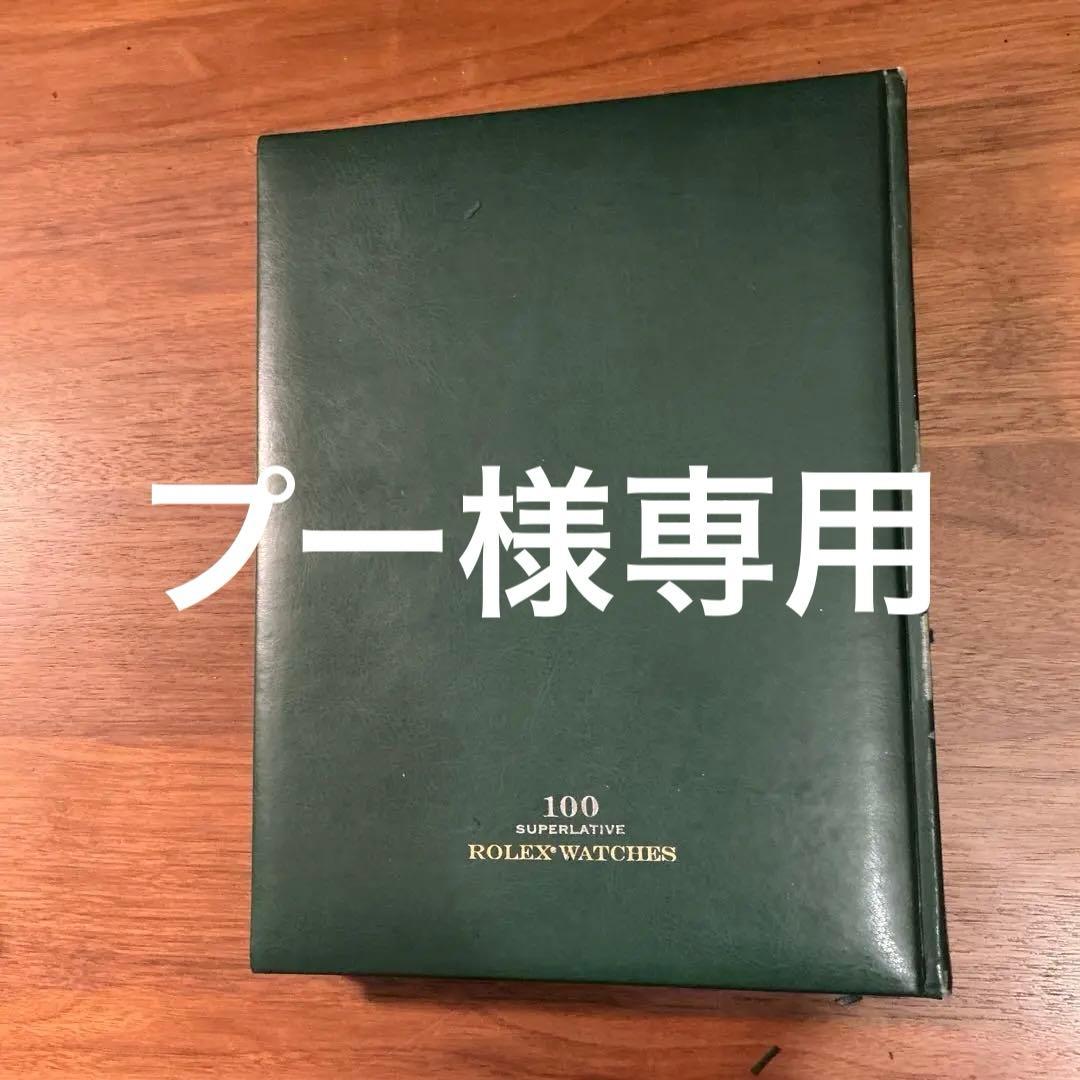 プー様専用
100
SUPERLATIVE
ROLEX® WATCHES